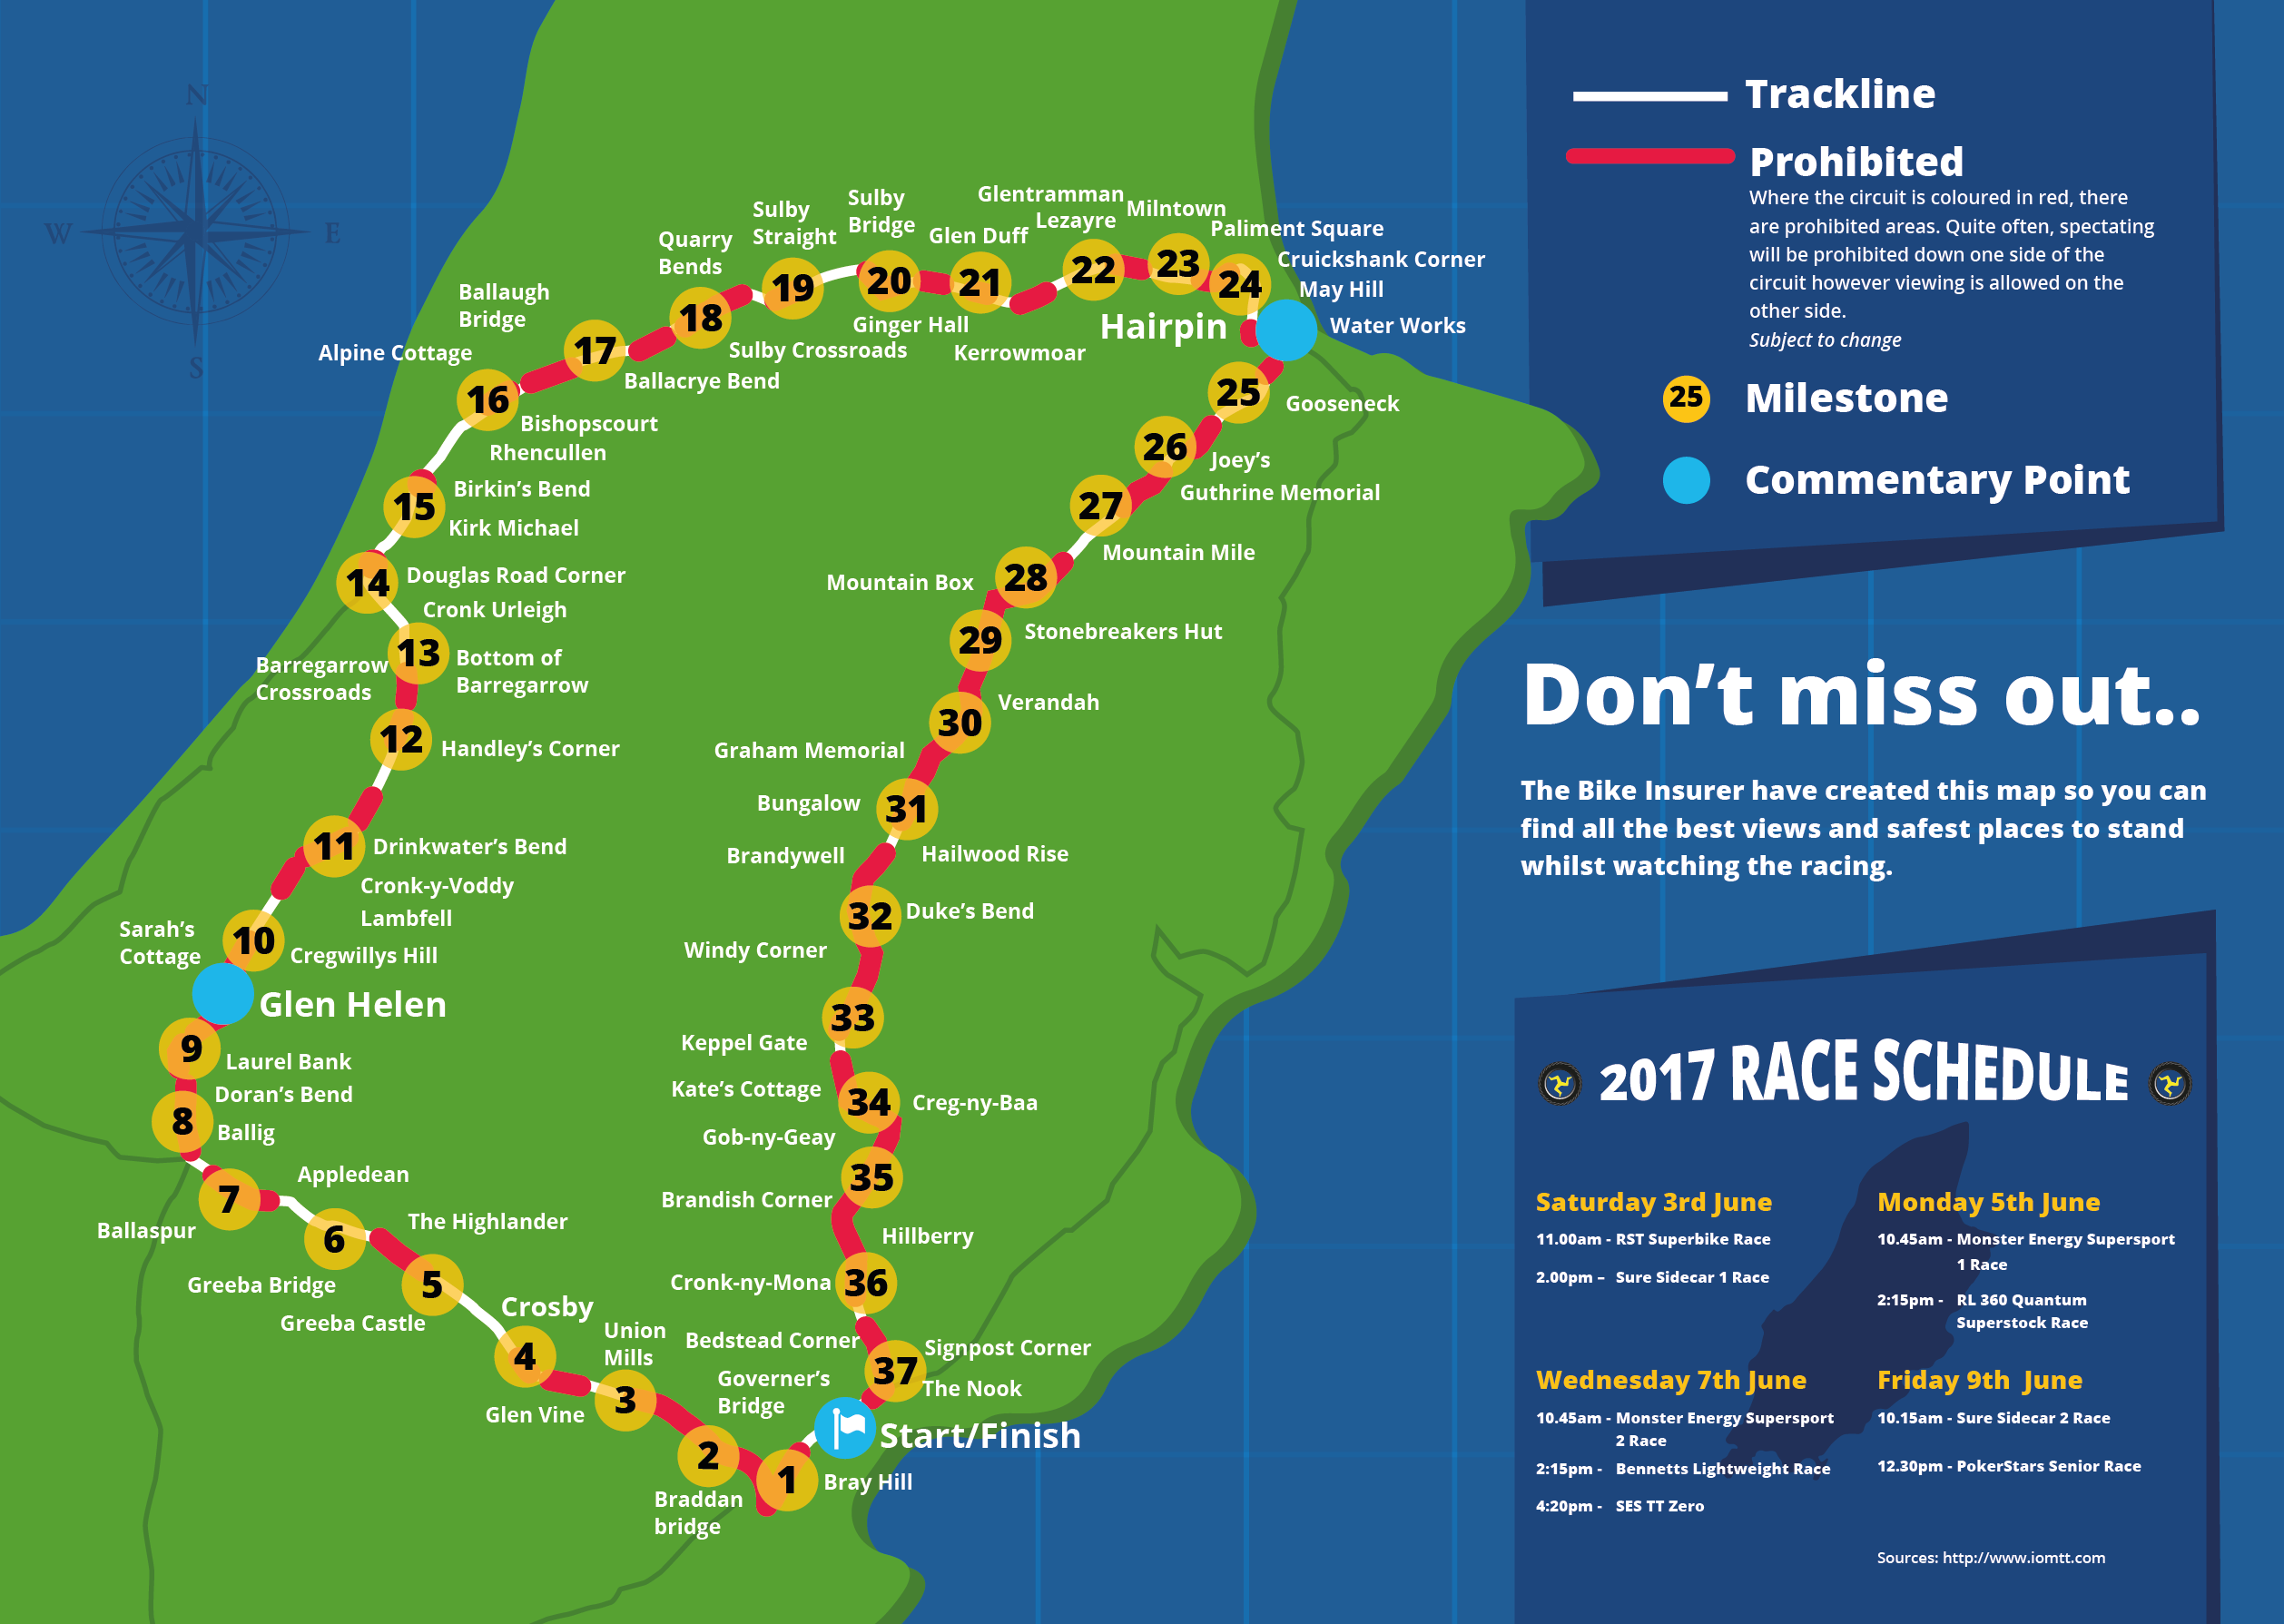 N
W
E
S
Trackline
Prohibited
Where the circuit is coloured in red, there
are prohibited areas. Quite often, spectating
will be prohibited down one side of the
circuit however viewing is allowed on the
other side.
Subject to change
25
Milestone
Commentary Point
Glentramman
Lezayre
Milntown
Sulby
Bridge
Sulby
Straight
Glen Duff
Paliment Square
Quarry
Bends
Cruickshank Corner
May Hill
Ballaugh
Bridge
Hairpin
Water Works
Ginger Hall
Sulby Crossroads
Kerrowmoar
Alpine Cottage
Ballacrye Bend
16
17
18
19
20
21
22
23
24
25
Gooseneck
Bishopscourt
Rhencullen
26
Joey's
Birkin's Bend
Guthrine Memorial
15
27
Kirk Michael
Mountain Mile
14
Douglas Road Corner
Mountain Box
28
Cronk Urleigh
Stonebreakers Hut
29
13
Barregarrow
Crossroads
Bottom of
Barregarrow
Verandah
30
12
Handley's Corner
Graham Memorial
Bungalow
31
11
Drinkwater's Bend
Brandywell
Hailwood Rise
Cronk-y-Voddy
Lambfell
32
Duke's Bend
Sarah's
Cottage
10
Cregwillys Hill
Windy Corner
Glen Helen
33
9
Laurel Bank
Keppel Gate
Doran's Bend
Kate's Cottage
34
Creg-ny-Baa
8
Ballig
Gob-ny-Geay
Appledean
35
7
Brandish Corner
Ballaspur
The Highlander
6
Hillberry
Greeba Bridge
5
Cronk-ny-Mona
36
Greeba Castle
Crosby
Union
Mills
Bedstead Corner
Signpost Corner
4
37
Governer's
Bridge
The Nook
3
Glen Vine
Start/Finish
2
1
Bray Hill
Braddan
bridge
Don't miss out..
The Bike Insurer have created this map so you can
find all the best views and safest places to stand
whilst watching the racing.
2017 RACE SCHEDULE
Saturday 3rd June
11.00am - RST Superbike Race
2.00pm – Sure Sidecar 1 Race
Monday 5th June
10.45am - Monster Energy Supersport
1 Race
2:15pm - RL 360 Quantum
Superstock Race
Wednesday 7th June
10.45am - Monster Energy Supersport
2 Race
2:15pm - Bennetts Lightweight Race
4:20pm - SES TT Zero
Friday 9th June
10.15am - Sure Sidecar 2 Race
12.30pm - PokerStars Senior Race
Sources: http://www.iomtt.com